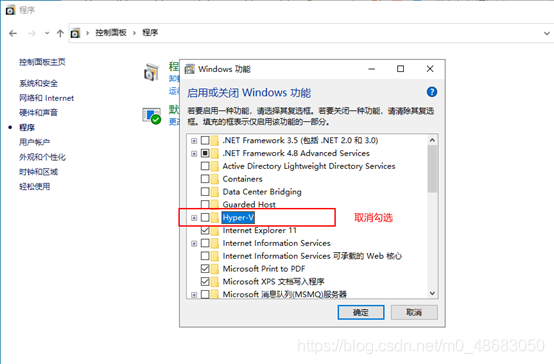 程序
控制面板 > 程序
控制面板主页
系统和安全
网络和 Internet
硬件和声音
程序
用户帐户
外观和个性化
时钟和区域
轻松使用
Windows 功能
启用或关闭 Windows 功能
若要启用一种功能，请选择其复选框。若要关闭一种功能，请清除其复选
框。填充的框表示仅启用该功能的一部分。
.NET Framework 3.5 (包括 .NET 2.0 和 3.0)
.NET Framework 4.8 Advanced Services
Active Directory Lightweight Directory Services
Containers
Data Center Bridging
Guarded Host
Hyper-V
取消勾选
Internet Explorer 11
Internet Information Services
Internet Information Services 可承载的 Web 核心
Microsoft Print to PDF
Microsoft XPS 文档写入程序
Microsoft 消息队列(MSMQ)服务器
确定
取消
https://blog.csdn.net/m0_48683050